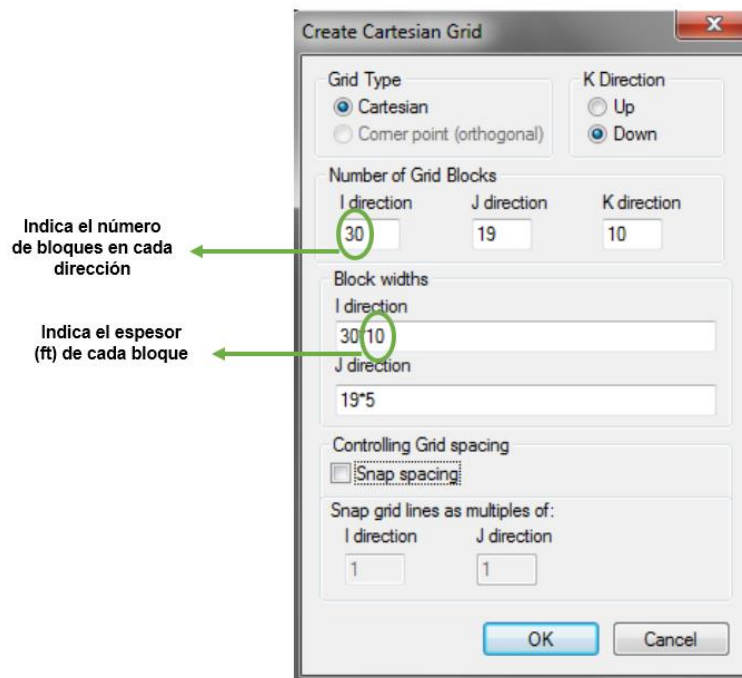 Create Cartesian Grid
Grid Type
Cartesian
Corner point (orthogonal)
K Direction
Up
Down
Number of Grid Blocks
I direction J direction K direction
30 19 10
Indica el número
de bloques en cada
dirección
Block widths
I direction
30*10
Indica el espesor
(ft) de cada bloque
J direction
19*5
Controlling Grid spacing
Snap spacing
Snap grid lines as multiples of:
I direction J direction
1 1
OK Cancel